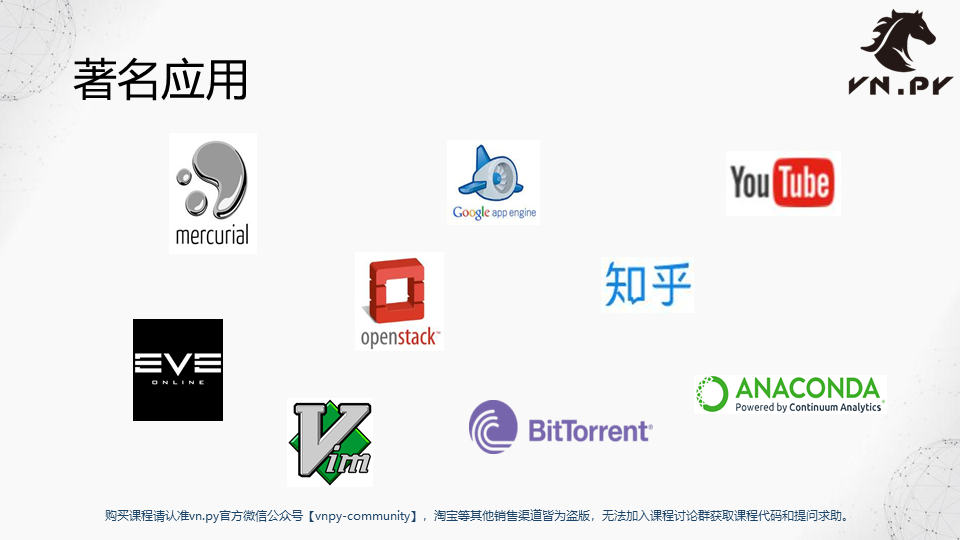 VN.PY
著名应用
mercurial
Google app engine
You Tube
openstack™
知乎
EVE
ONLINE
Vim
BitTorrent®
ANACONDA®
Powered by Continuum Analytics
购买课程请认准vn.py官方微信公众号【vnpy-community】，淘宝等其他销售渠道皆为盗版，无法加入课程讨论群获取课程代码和提问求助。